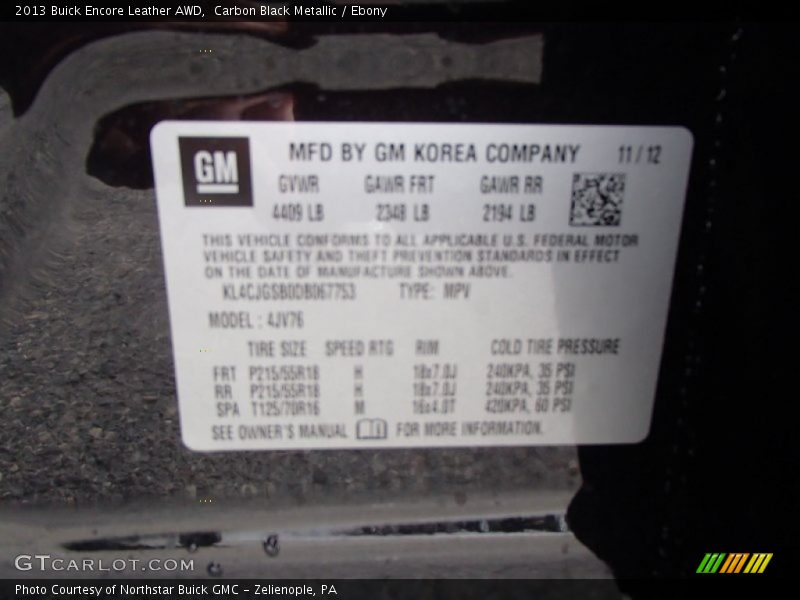 2013 Buick Encore Leather AWD,  Carbon Black Metallic / Ebony
GM
MFD BY GM KOREA COMPANY 11/12
GVWR GAWR FRT GAWR RR
4409 LB 2348 LB 2194 LB
THIS VEHICLE CONFORMS TO ALL APPLICABLE U.S. FEDERAL MOTOR
VEHICLE SAFETY AND THEFT PREVENTION STANDARDS IN EFFECT
ON THE DATE OF MANUFACTURE SHOWN ABOVE.
KL4CJGSB0DB067753 TYPE: MPV
MODEL : 4JV76
TIRE SIZE SPEED RTG RIM COLD TIRE PRESSURE
FRT P215/55R18 H 18x7.0J 240KPA, 35 PSI
RR P215/55R18 H 18x7.0J 240KPA, 35 PSI
SPA T125/70R16 M 16x4.0T 420KPA, 60 PSI
SEE OWNER'S MANUAL FOR MORE INFORMATION.
GTCARLOT.COM
Photo Courtesy of Northstar Buick GMC - Zelienople, PA